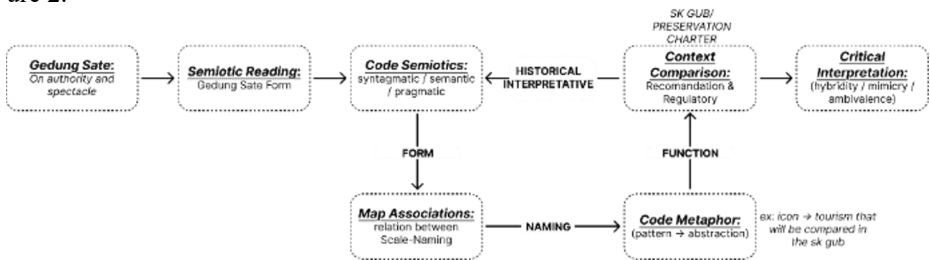 ure 2.
SK GUB/
PRESERVATION
CHARTER
Gedung Sate:
On authority and
spectacle
Semiotic Reading:
Gedung Sate Form
Code Semiotics:
syntagmatic / semantic
/ pragmatic
HISTORICAL
INTERPRETATIVE
Context
Comparison:
Recomandation &
Regulatory
Critical
Interpretation:
(hybridity / mimicry /
ambivalence)
FORM
FUNCTION
Map Associations:
relation between
Scale-Naming
NAMING
Code Metaphor:
(pattern → abstraction)
ex: icon → tourism that
will be compared in
the sk gub